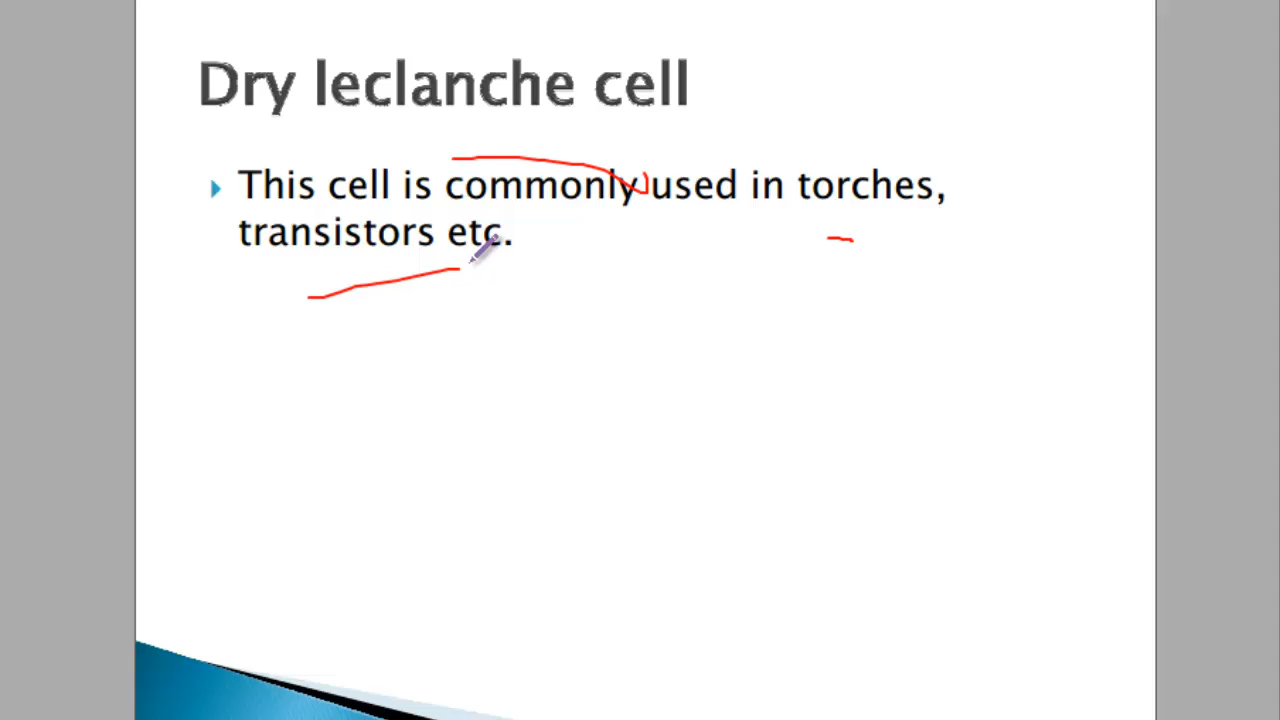 Dry leclanche cell
This cell is commonly used in torches,
transistors etc.